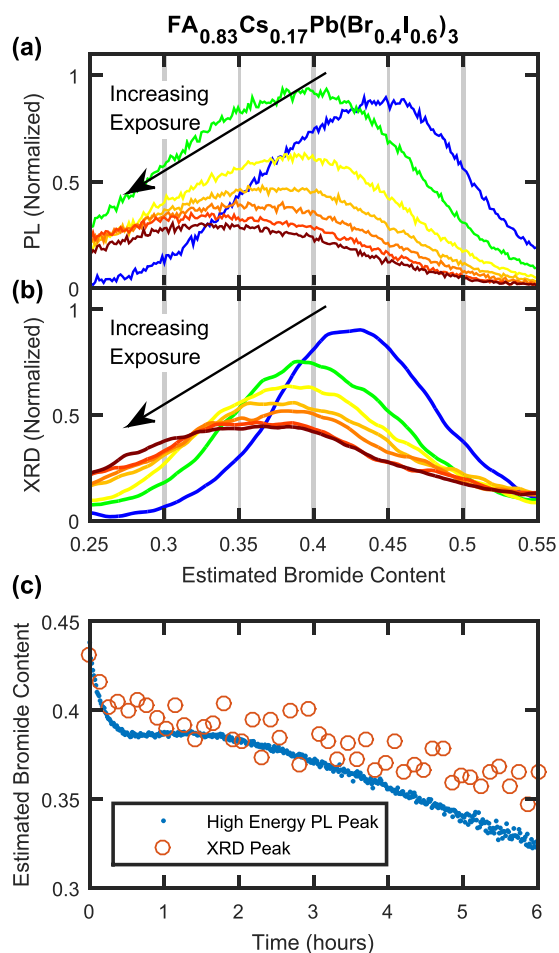 FA₀.₈₃Cs₀.₁₇Pb(Br₀.₄I₀.₆)₃
(a)
1
Increasing
Exposure
0.5
PL (Normalized)
0
(b)
1
Increasing
Exposure
0.5
XRD (Normalized)
0
0.25 0.3 0.35 0.4 0.45 0.5 0.55
Estimated Bromide Content
(c)
0.45
0.4
0.35
0.3
Estimated Bromide Content
High Energy PL Peak
XRD Peak
0 1 2 3 4 5 6
Time (hours)